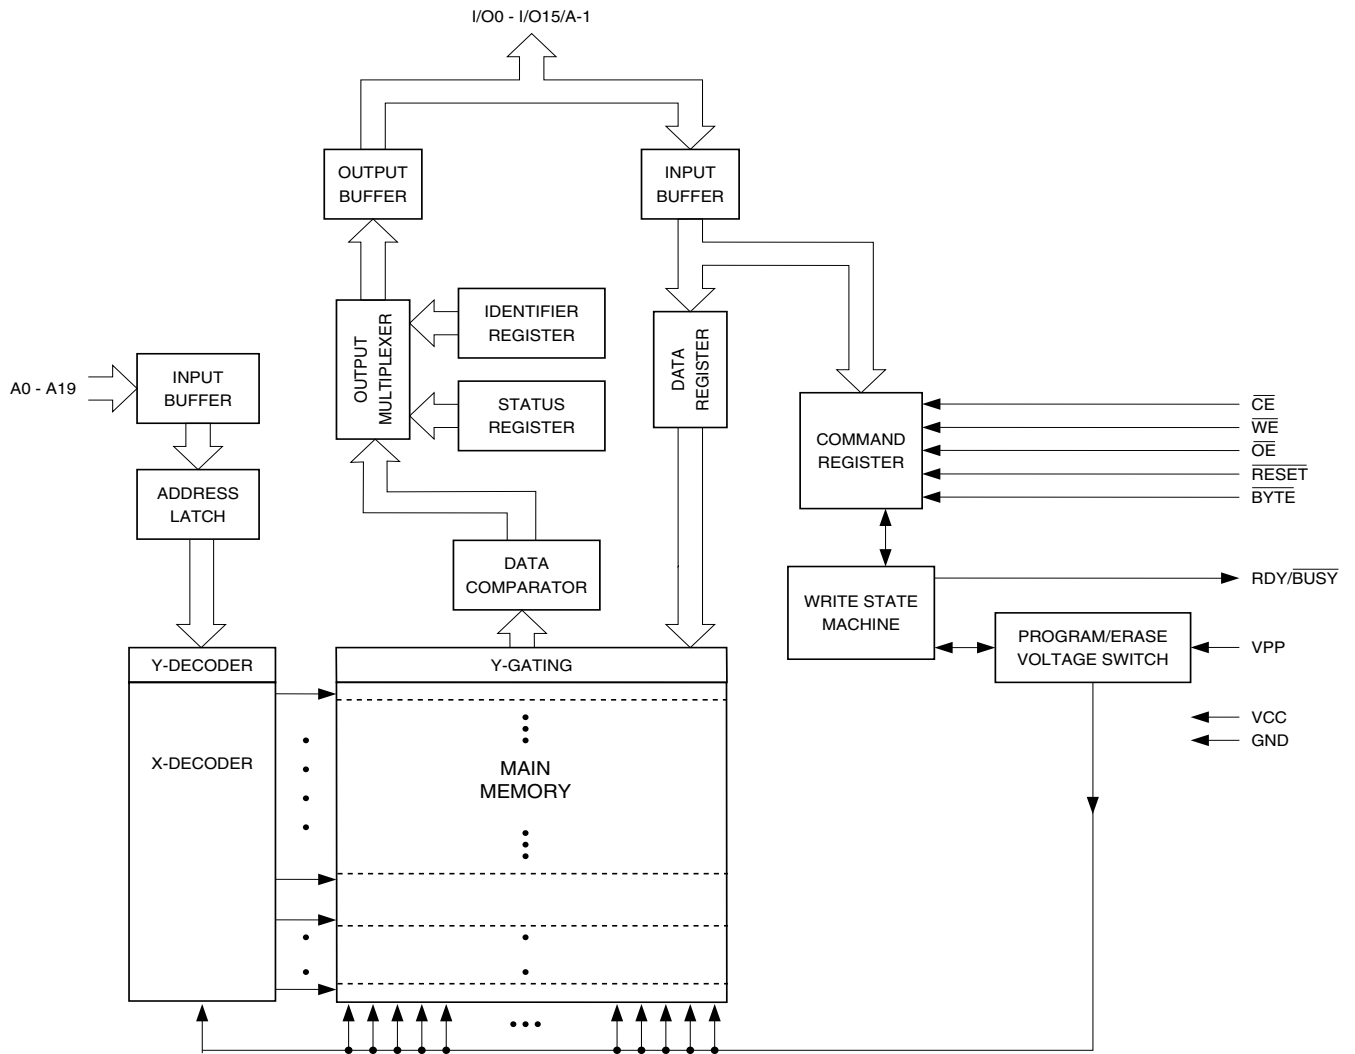 I/O0 - I/O15/A-1
OUTPUT
BUFFER
INPUT
BUFFER
IDENTIFIER
REGISTER
OUTPUT
MULTIPLEXER
DATA
REGISTER
A0 - A19
INPUT
BUFFER
STATUS
REGISTER
COMMAND
REGISTER
CE
WE
OE
RESET
BYTE
ADDRESS
LATCH
DATA
COMPARATOR
WRITE STATE
MACHINE
RDY/BUSY
PROGRAM/ERASE
VOLTAGE SWITCH
VPP
Y-DECODER
Y-GATING
VCC
GND
X-DECODER
MAIN
MEMORY